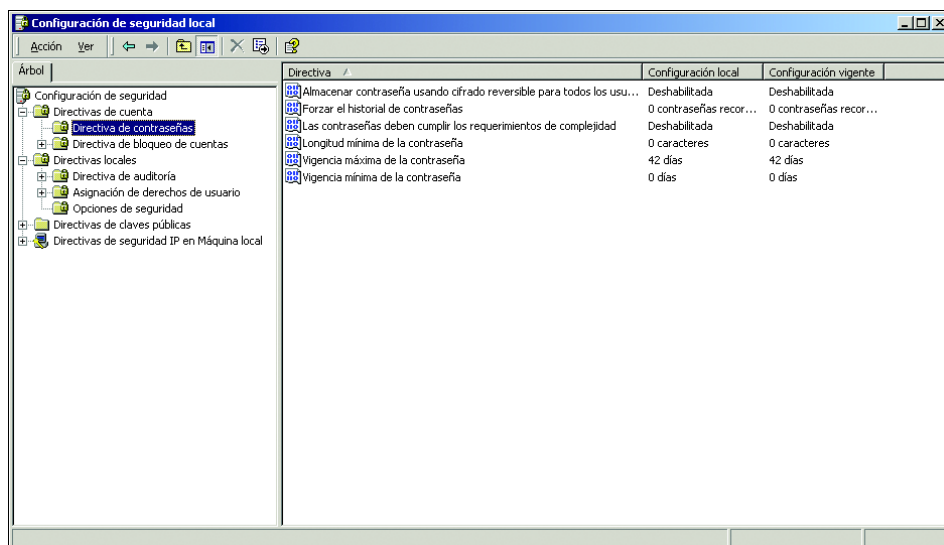 Configuración de seguridad local
Acción Ver
Árbol
Configuración de seguridad
Directivas de cuenta
Directiva de contraseñas
Directiva de bloqueo de cuentas
Directivas locales
Directiva de auditoría
Asignación de derechos de usuario
Opciones de seguridad
Directivas de claves públicas
Directivas de seguridad IP en Máquina local
Directiva Configuración local Configuración vigente
Almacenar contraseña usando cifrado reversible para todos los usu... Deshabilitada Deshabilitada
Forzar el historial de contraseñas 0 contraseñas recor... 0 contraseñas recor...
Las contraseñas deben cumplir los requerimientos de complejidad Deshabilitada Deshabilitada
Longitud mínima de la contraseña 0 caracteres 0 caracteres
Vigencia máxima de la contraseña 42 días 42 días
Vigencia mínima de la contraseña 0 días 0 días